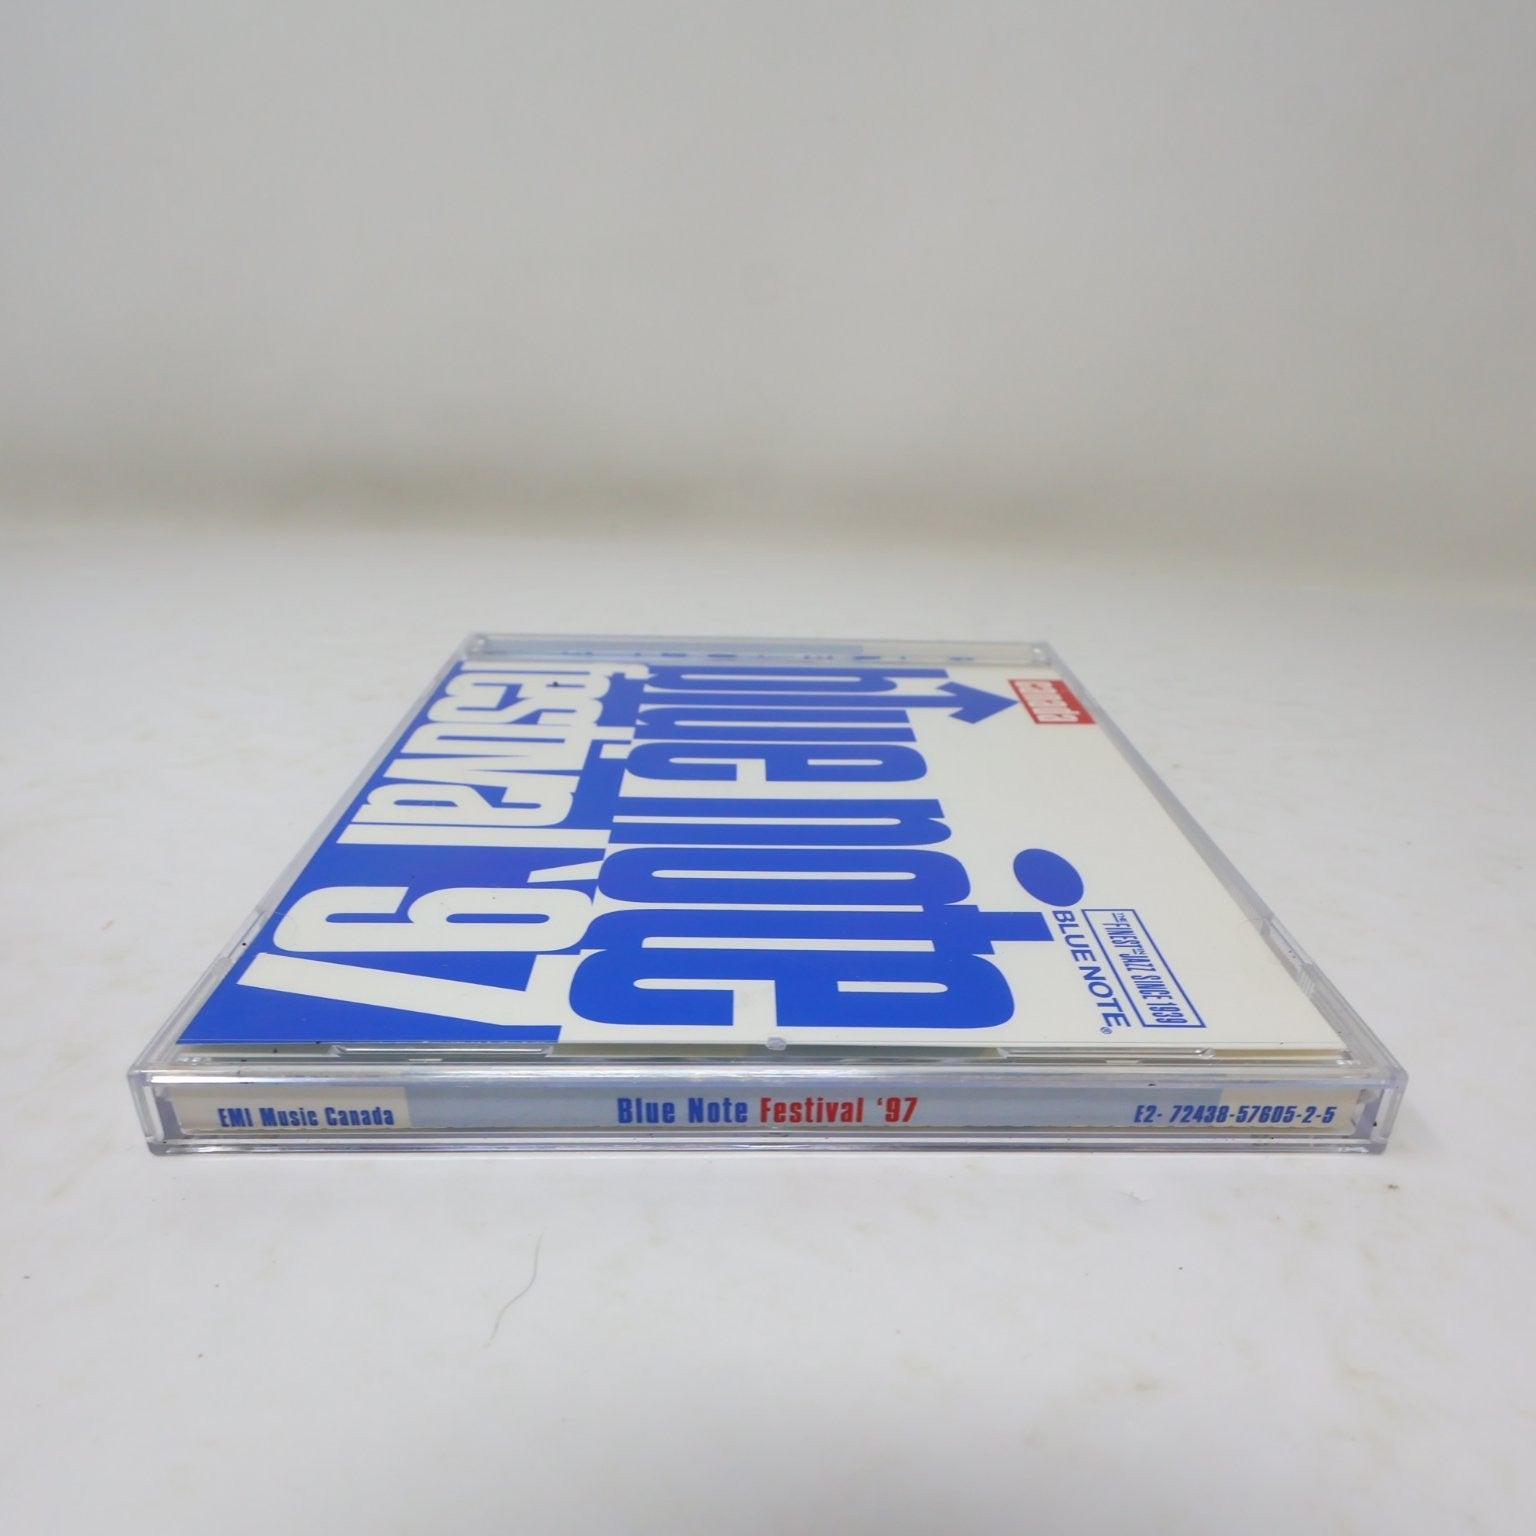 canada
blue note
festival '97
BLUE NOTE®
THE FINEST IN JAZZ SINCE 1939
EMI Music Canada
Blue Note Festival '97
E2- 72438-57605-2-5